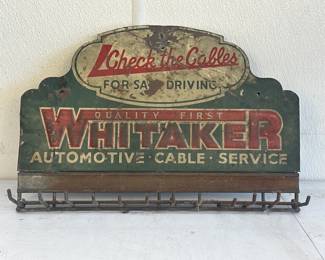 Check the Cables
FOR SAFE DRIVING
QUALITY FIRST
WHITAKER
AUTOMOTIVE · CABLE · SERVICE